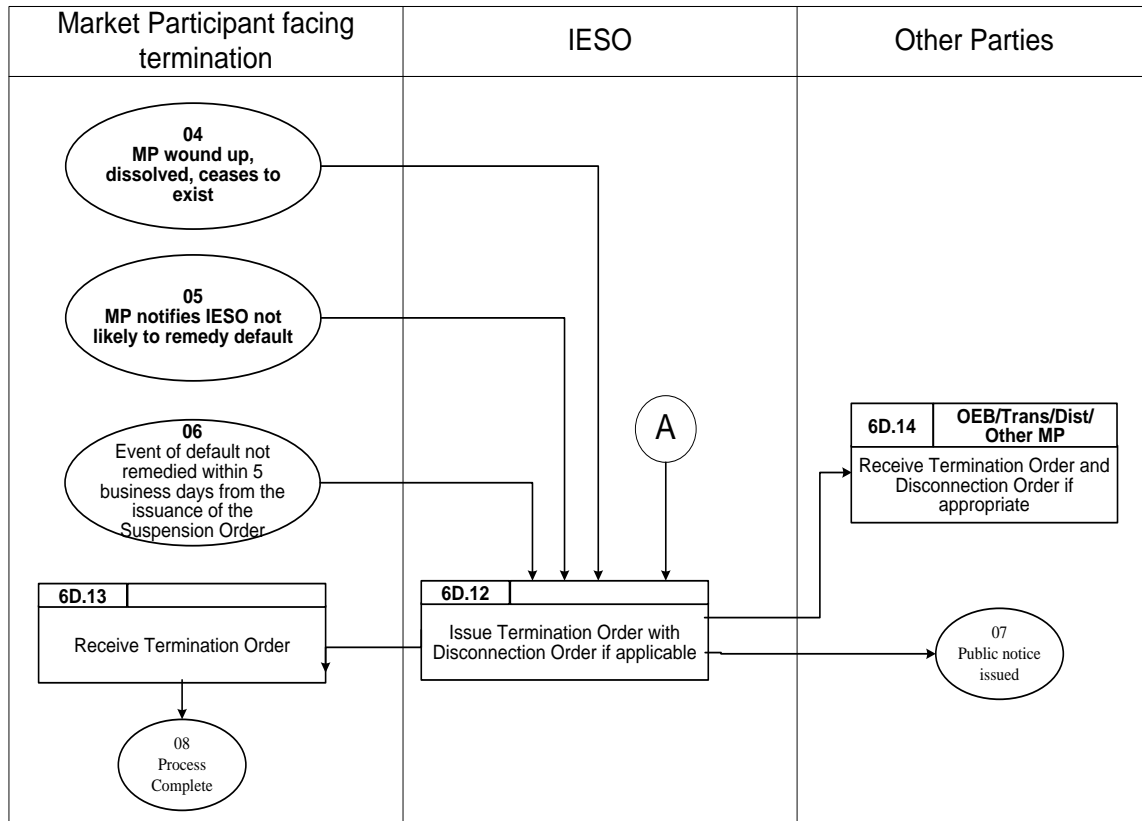 Market Participant facing
termination
IESO
Other Parties
04
MP wound up,
dissolved, ceases to
exist
05
MP notifies IESO not
likely to remedy default
06
Event of default not
remedied within 5
business days from the
issuance of the
Suspension Order
A
6D.14
OEB/Trans/Dist/
Other MP
Receive Termination Order and
Disconnection Order if
appropriate
6D.13
Receive Termination Order
6D.12
Issue Termination Order with
Disconnection Order if applicable
07
Public notice
issued
08
Process
Complete